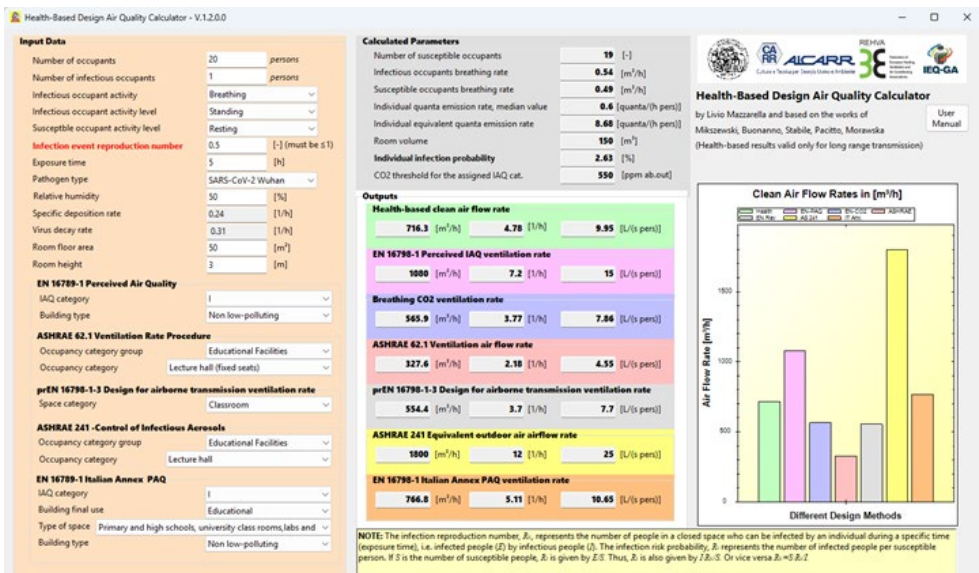 Health-Based Design Air Quality Calculator - V.1.2.0.0
Input Data
Number of occupants 20 persons
Number of infectious occupants 1 persons
Infectious occupant activity Breathing
Infectious occupant activity level Standing
Susceptble occupant activity level Resting
Infection event reproduction number 0.5 [-] (must be ≤1)
Exposure time 5 [h]
Pathogen type SARS-CoV-2 Wuhan
Relative humidity 50 [%]
Specific deposition rate 0.24 [1/h]
Virus decay rate 0.31 [1/h]
Room floor area 50 [m²]
Room height 3 [m]
EN 16789-1 Perceived Air Quality
IAQ category I
Building type Non low-polluting
ASHRAE 62.1 Ventilation Rate Procedure
Occupancy category group Educational Facilities
Occupancy category Lecture hall (fixed seats)
prEN 16798-1-3 Design for airborne transmission ventilation rate
Space category Classroom
ASHRAE 241 -Control of Infectious Aerosols
Occupancy category group Educational Facilities
Occupancy category Lecture hall
EN 16789-1 Italian Annex PAQ
IAQ category I
Building final use Educational
Type of space Primary and high schools, university class rooms,labs and
Building type Non low-polluting
Calculated Parameters
Number of susceptible occupants 19 [-]
Infectious occupants breathing rate 0.54 [m³/h]
Susceptible occupants breathing rate 0.49 [m³/h]
Individual quanta emission rate, median value 0.6 [quanta/(h pers)]
Individual equivalent quanta emission rate 8.68 [quanta/(h pers)]
Room volume 150 [m³]
Individual infection probability 2.63 [%]
CO2 threshold for the assigned IAQ cat. 550 [ppm ab.out]
Outputs
Health-based clean air flow rate
716.3 [m³/h] 4.78 [1/h] 9.95 [L/(s pers)]
EN 16798-1 Perceived IAQ ventilation rate
1080 [m³/h] 7.2 [1/h] 15 [L/(s pers)]
Breathing CO2 ventilation rate
565.9 [m³/h] 3.77 [1/h] 7.86 [L/(s pers)]
ASHRAE 62.1 Ventilation air flow rate
327.6 [m³/h] 2.18 [1/h] 4.55 [L/(s pers)]
prEN 16798-1-3 Design for airborne transmission ventilation rate
554.4 [m³/h] 3.7 [1/h] 7.7 [L/(s pers)]
ASHRAE 241 Equivalent outdoor air airflow rate
1800 [m³/h] 12 [1/h] 25 [L/(s pers)]
EN 16798-1 Italian Annex PAQ ventilation rate
766.8 [m³/h] 5.11 [1/h] 10.65 [L/(s pers)]
NOTE: The infection reproduction number, Rₑ, represents the number of people in a closed space who can be infected by an individual during a specific time
(exposure time), i.e. infected people (E) by infectious people (I). The infection risk probability, represents the number of infected people per susceptible
person. If S is the number of susceptible people, is given by E/S. Thus, is also given by Or vice versa
CARR
AICARR
REHVA
IEQ-GA
Health-Based Design Air Quality Calculator
by Livio Mazzarella and based on the works of
Mikszewski, Buonanno, Stabile, Pacitto, Morawska
(Health-based results valid only for long range transmission)
User
Manual
Clean Air Flow Rates in [m³/h]
Health EN-PAQ EN-CO2 ASHRAE
EN Rev AS 241 IT Anx
Air Flow Rate [m³/h]
1500
1000
500
0
Different Design Methods